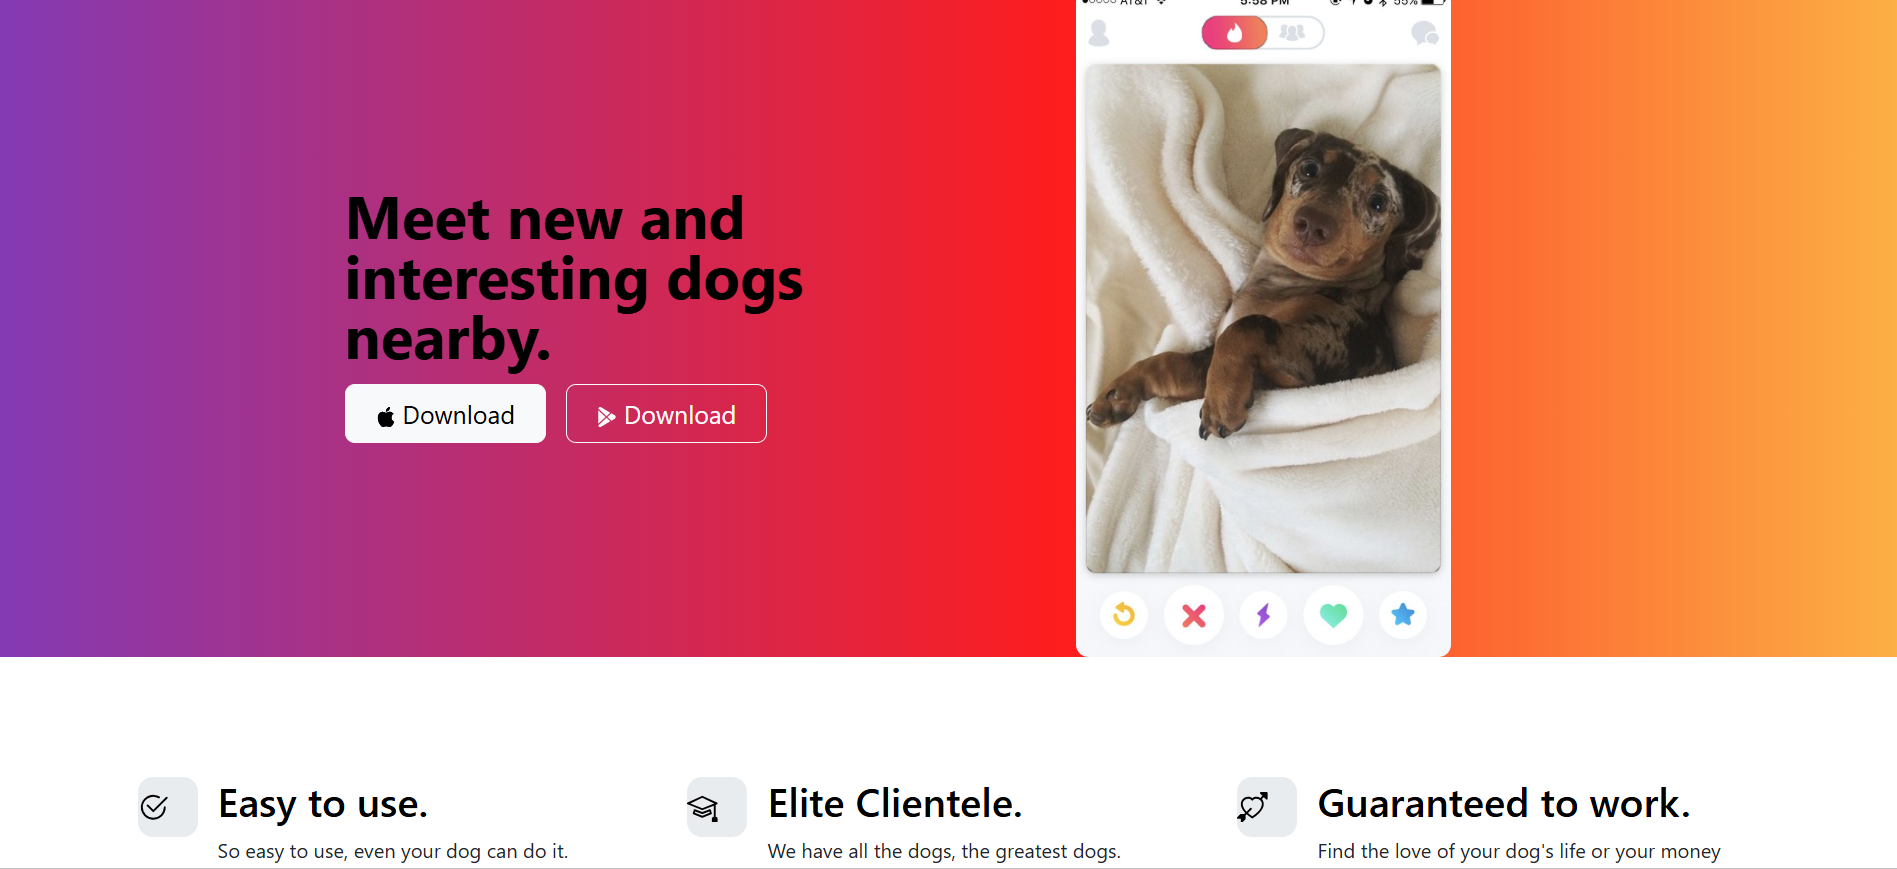 AT&T 5:58 PM 55%
Meet new and
interesting dogs
nearby.
Download Download
Easy to use.
So easy to use, even your dog can do it.
Elite Clientele.
We have all the dogs, the greatest dogs.
Guaranteed to work.
Find the love of your dog's life or your money